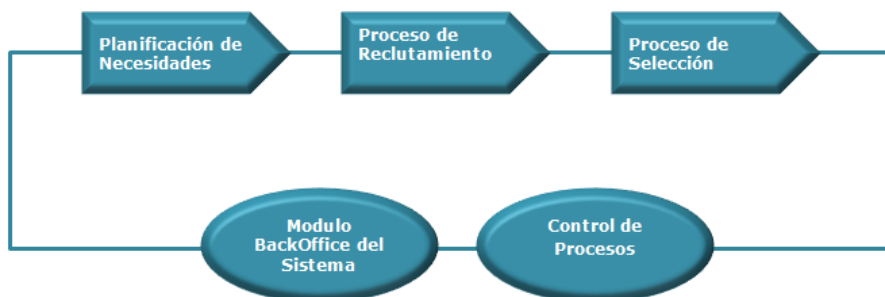 Planificación de
Necesidades
Proceso de
Reclutamiento
Proceso de
Selección
Modulo
BackOffice del
Sistema
Control de
Procesos